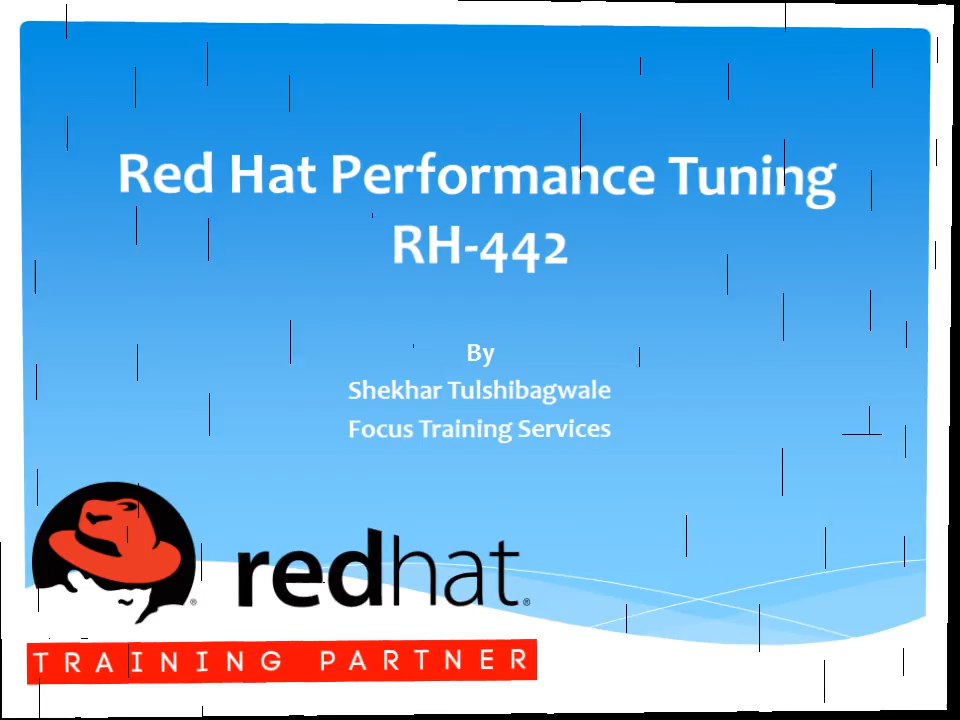 Red Hat Performance Tuning
RH-442
By
Shekhar Tulshibagwale
Focus Training Services
redhat®
TRAINING PARTNER